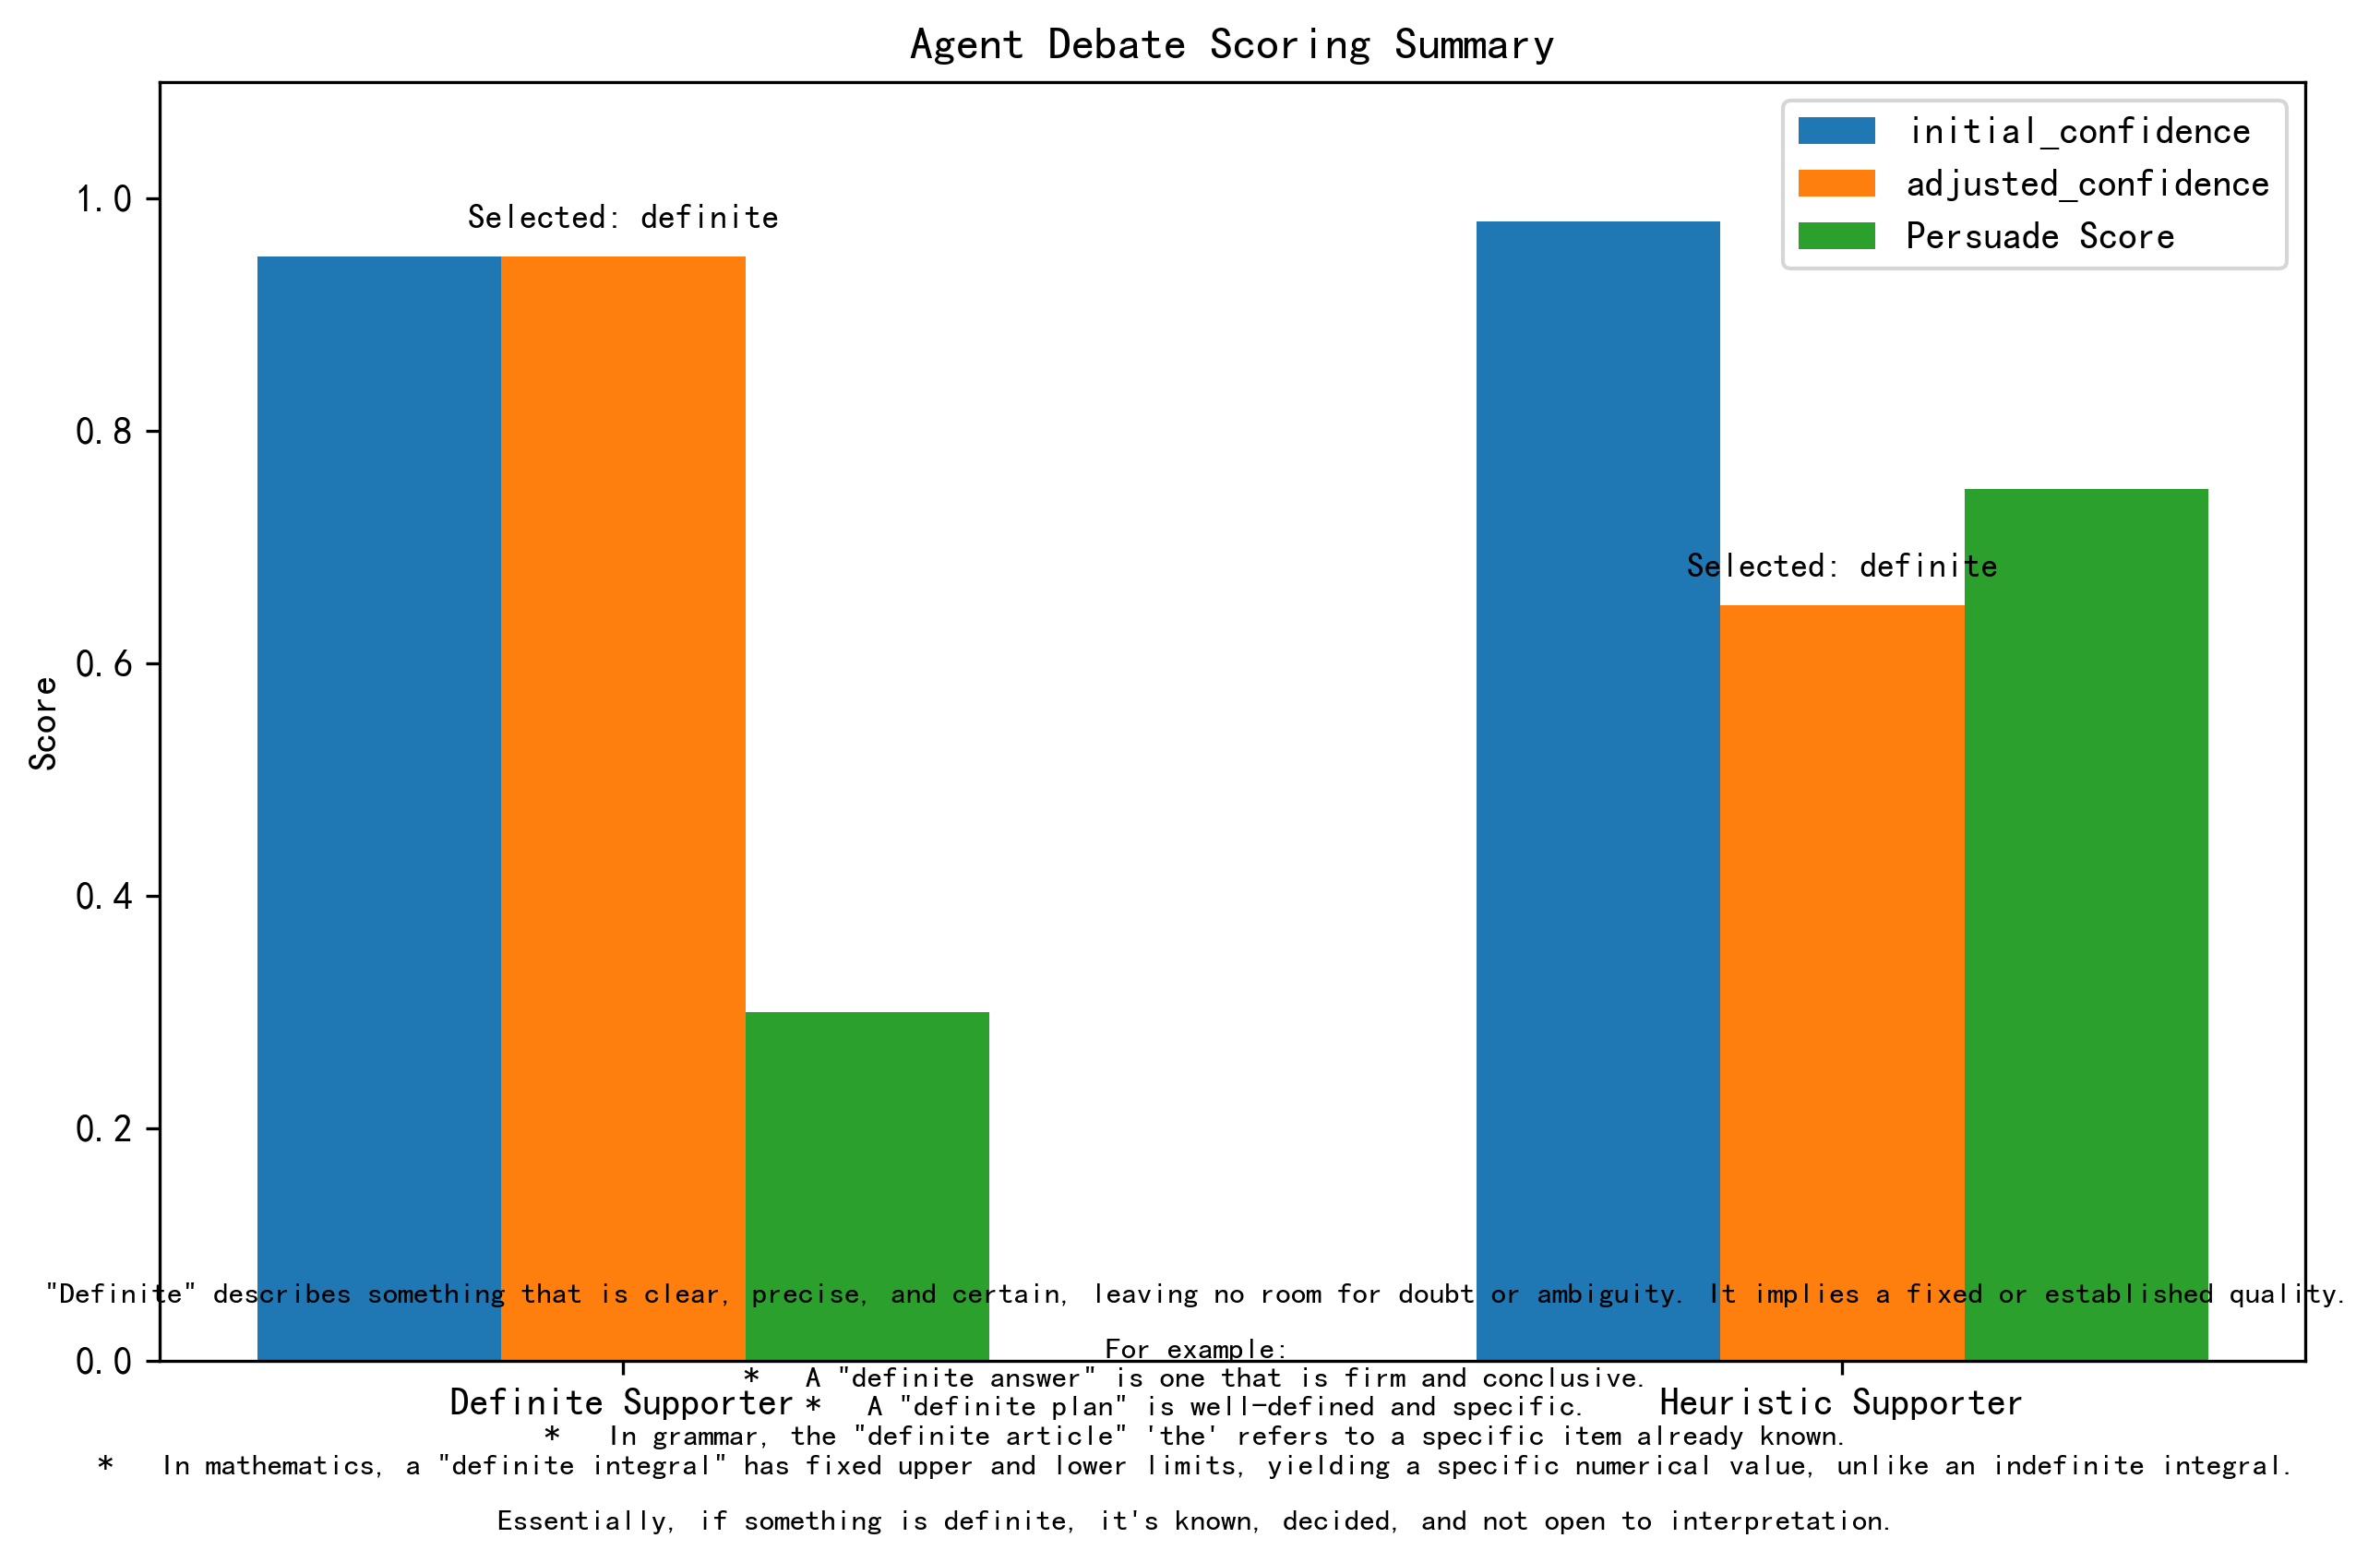 Agent Debate Scoring Summary
initial_confidence
adjusted_confidence
Persuade Score
Selected: definite
Selected: definite
Score
1.0
0.8
0.6
0.4
0.2
0.0
Definite Supporter
Heuristic Supporter
"Definite" describes something that is clear, precise, and certain, leaving no room for doubt or ambiguity. It implies a fixed or established quality.
For example:
*   A "definite answer" is one that is firm and conclusive.
*   A "definite plan" is well-defined and specific.
*   In grammar, the "definite article" 'the' refers to a specific item already known.
*   In mathematics, a "definite integral" has fixed upper and lower limits, yielding a specific numerical value, unlike an indefinite integral.
Essentially, if something is definite, it's known, decided, and not open to interpretation.